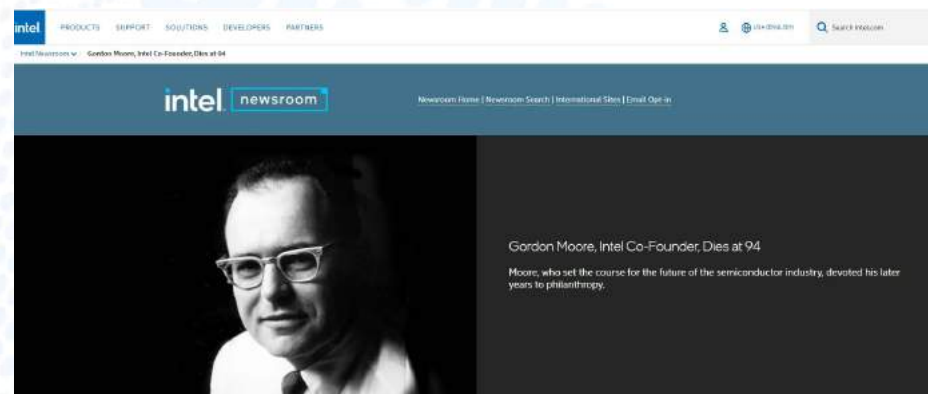 intel
PRODUCTS SUPPORT SOLUTIONS DEVELOPERS PARTNERS
Search Intel.com
Intel Newsroom
Gordon Moore, Intel Co-Founder, Dies at 94
intel. newsroom
Newsroom Home | Newsroom Search | International Sites | Email Opt-in
Gordon Moore, Intel Co-Founder, Dies at 94
Moore, who set the course for the future of the semiconductor industry, devoted his later
years to philanthropy.